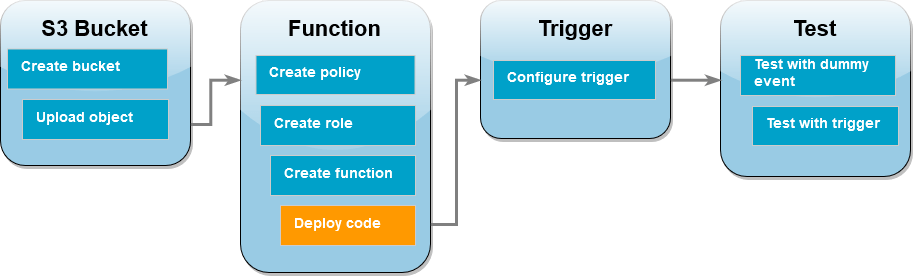 S3 Bucket
Create bucket
Upload object
Function
Create policy
Create role
Create function
Deploy code
Trigger
Configure trigger
Test
Test with dummy
event
Test with trigger